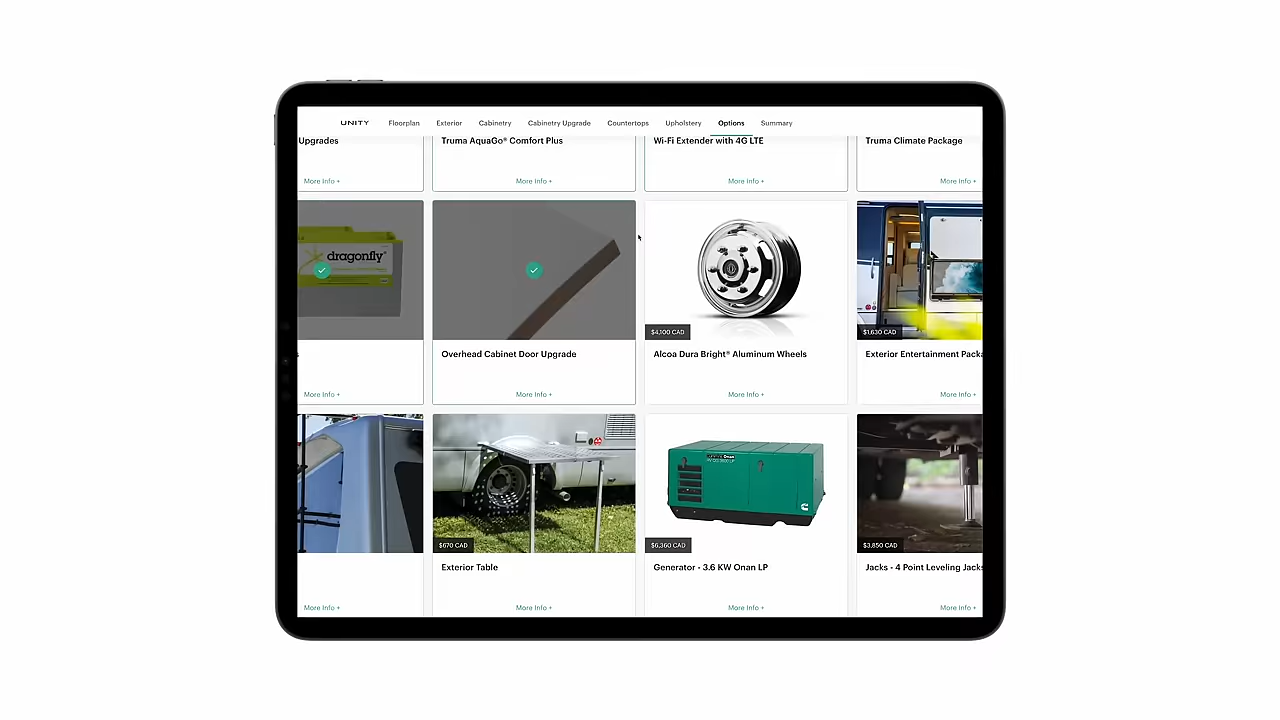 UNITY Floorplan Exterior Cabinetry Cabinetry Upgrade Countertops Upholstery Options Summary
Upgrades Truma AquaGo® Comfort Plus Wi-Fi Extender with 4G LTE Truma Climate Package
More Info + More Info + More Info + More Info +
dragonfly
$4,100 CAD $1,630 CAD
Overhead Cabinet Door Upgrade Alcoa Dura Bright® Aluminum Wheels Exterior Entertainment Packa
More Info + More Info + More Info + More Info +
Onan
$670 CAD $6,360 CAD $3,850 CAD
Exterior Table Generator - 3.6 KW Onan LP Jacks - 4 Point Leveling Jacks
More Info + More Info + More Info + More Info +